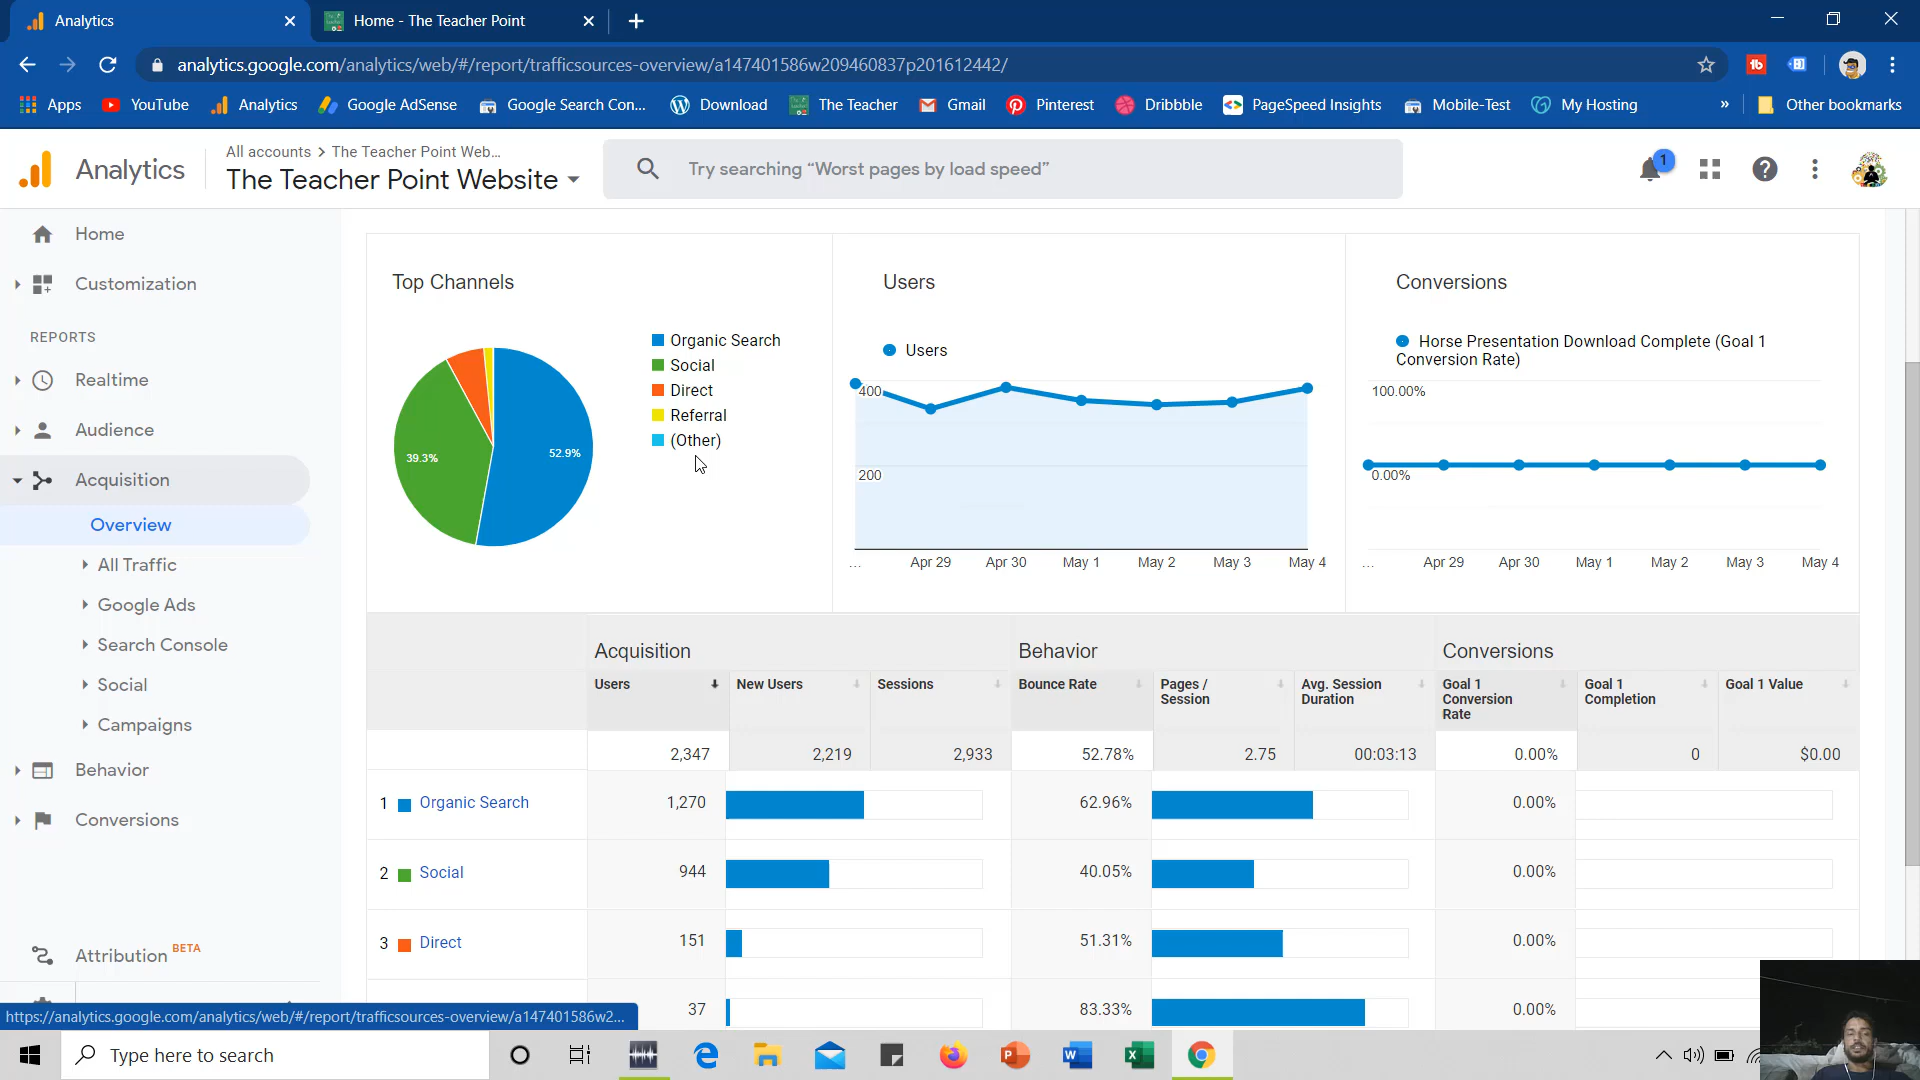 Analytics
Home - The Teacher Point
analytics.google.com/analytics/web/#/report/trafficsources-overview/a147401586w209460837p201612442/
Apps
YouTube
Analytics
Google AdSense
Google Search Con...
Download
The Teacher
Gmail
Pinterest
Dribbble
PageSpeed Insights
Mobile-Test
My Hosting
»
Other bookmarks
Analytics
All accounts > The Teacher Point Web...
The Teacher Point Website
Try searching “Worst pages by load speed”
1
Home
Customization
REPORTS
Realtime
Audience
Acquisition
Overview
All Traffic
Google Ads
Search Console
Social
Campaigns
Behavior
Conversions
Attribution BETA
Top Channels
Organic Search
Social
Direct
Referral
(Other)
39.3%
52.9%
Users
Users
400
200
... Apr 29 Apr 30 May 1 May 2 May 3 May 4
Conversions
Horse Presentation Download Complete (Goal 1
Conversion Rate)
100.00%
0.00%
... Apr 29 Apr 30 May 1 May 2 May 3 May 4
Acquisition Behavior Conversions
Users New Users Sessions Bounce Rate Pages / Session Avg. Session Duration Goal 1 Conversion Rate Goal 1 Completion Goal 1 Value
2,347 2,219 2,933 52.78% 2.75 00:03:13 0.00% 0 $0.00
1 Organic Search 1,270 62.96% 0.00%
2 Social 944 40.05% 0.00%
3 Direct 151 51.31% 0.00%
37 83.33% 0.00%
https://analytics.google.com/analytics/web/#/report/trafficsources-overview/a147401586w2...
Type here to search